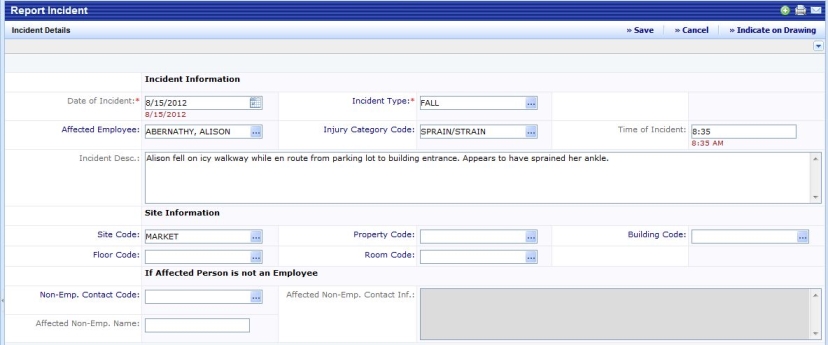 Report Incident
Incident Details » Save » Cancel » Indicate on Drawing
Incident Information
Date of Incident:* 8/15/2012 Incident Type:* FALL
8/15/2012
Affected Employee: ABERNATHY, ALISON Injury Category Code: SPRAIN/STRAIN Time of Incident: 8:35
8:35 AM
Incident Desc.: Alison fell on icy walkway while en route from parking lot to building entrance. Appears to have sprained her ankle.
Site Information
Site Code: MARKET Property Code: Building Code:
Floor Code: Room Code:
If Affected Person is not an Employee
Non-Emp. Contact Code: Affected Non-Emp. Contact Inf.:
Affected Non-Emp. Name: